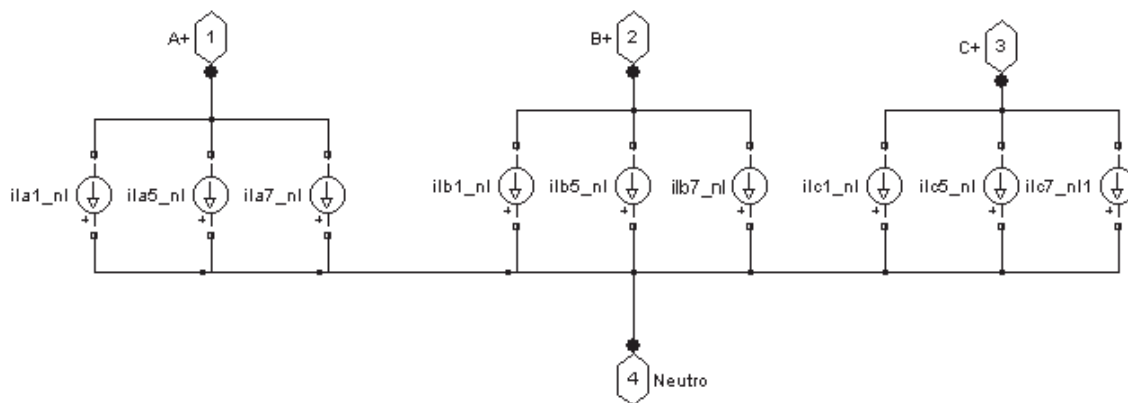 A+ 1
B+ 2
C+ 3
ila1_nl ila5_nl ila7_nl ilb1_nl ilb5_nl ilb7_nl ilc1_nl ilc5_nl ilc7_nl1
+ + + + + + + + +
4 Neutro